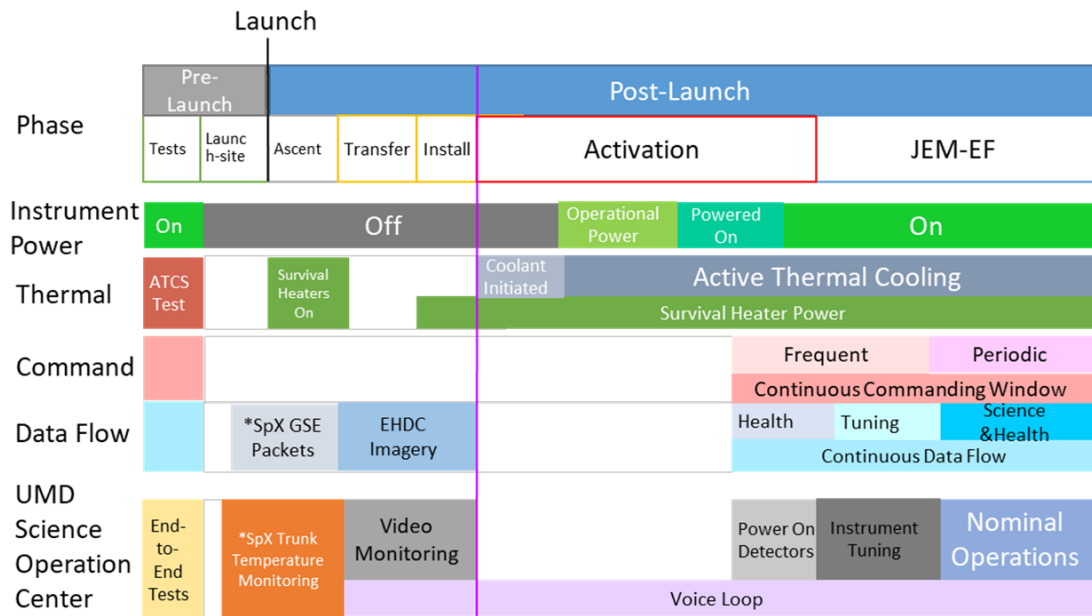 Launch
Pre-
Launch
Post-Launch
Phase
Tests
Launc
h-site
Ascent
Transfer
Install
Activation
JEM-EF
Instrument
Power
On
Off
Operational
Power
Powered
On
On
Thermal
ATCS
Test
Survival
Heaters
On
Coolant
Initiated
Active Thermal Cooling
Survival Heater Power
Command
Frequent
Periodic
Continuous Commanding Window
Data Flow
*SpX GSE
Packets
EHDC
Imagery
Health
Tuning
Science
&Health
Continuous Data Flow
UMD
Science
Operation
Center
End-
to-
End
Tests
*SpX Trunk
Temperature
Monitoring
Video
Monitoring
Power On
Detectors
Instrument
Tuning
Nominal
Operations
Voice Loop